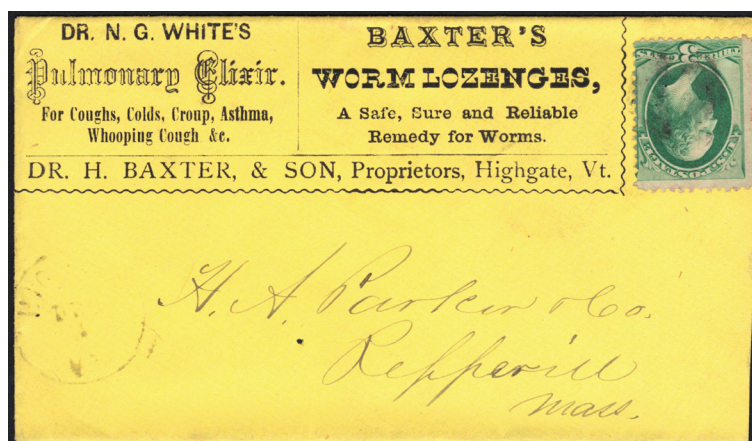 DR. N. G. WHITE'S
Pulmonary Elixir.
For Coughs, Colds, Croup, Asthma,
Whooping Cough &c.
BAXTER'S
WORM LOZENGES,
A Safe, Sure and Reliable
Remedy for Worms.
DR. H. BAXTER, & SON, Proprietors, Highgate, Vt.
H. A. Parker & Co.
Pepperill
Mass.